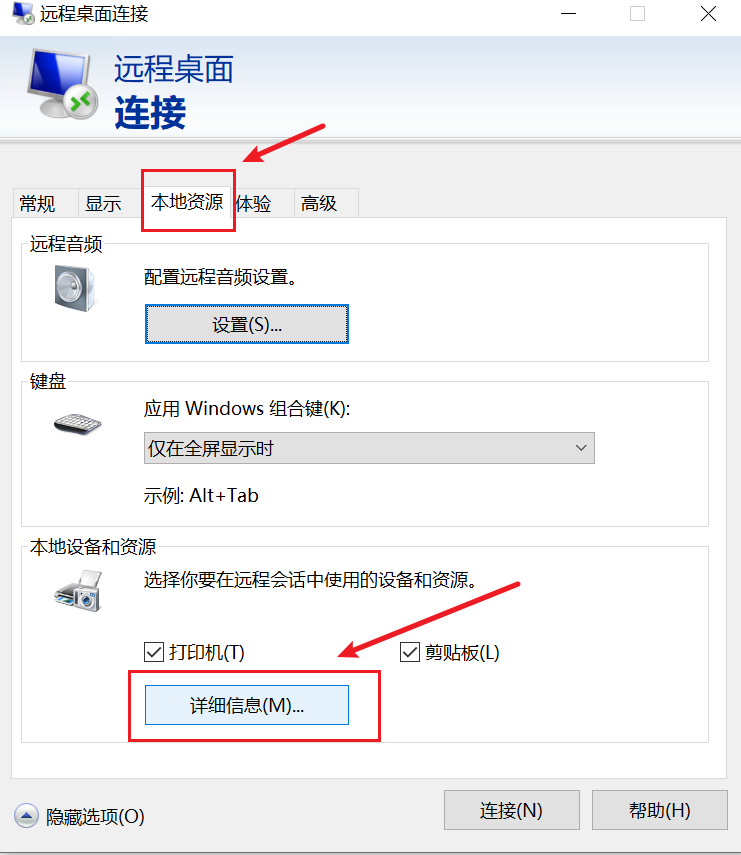 远程桌面连接
远程桌面
连接
常规 显示 本地资源 体验 高级
远程音频
配置远程音频设置。
设置(S)...
键盘
应用 Windows 组合键(K):
仅在全屏显示时
示例: Alt+Tab
本地设备和资源
选择你要在远程会话中使用的设备和资源。
打印机(T) 剪贴板(L)
详细信息(M)...
隐藏选项(O) 连接(N) 帮助(H)